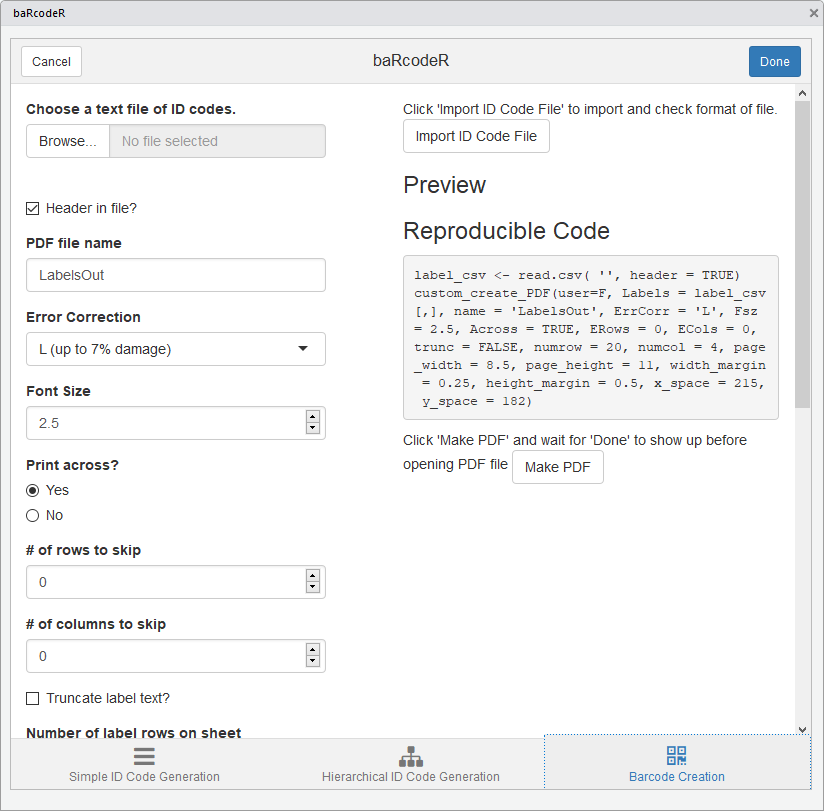 baRcodeR
Cancel
baRcodeR
Done
Choose a text file of ID codes.
Browse...
No file selected
Header in file?
PDF file name
LabelsOut
Error Correction
L (up to 7% damage)
Font Size
2.5
Print across?
Yes
No
# of rows to skip
0
# of columns to skip
0
Truncate label text?
Number of label rows on sheet
Click 'Import ID Code File' to import and check format of file.
Import ID Code File
Preview
Reproducible Code
label_csv <- read.csv( '', header = TRUE)
custom_create_PDF(user=F, Labels = label_csv
[,], name = 'LabelsOut', ErrCorr = 'L', Fsz
= 2.5, Across = TRUE, ERows = 0, ECols = 0,
trunc = FALSE, numrow = 20, numcol = 4, page
_width = 8.5, page_height = 11, width_margin
= 0.25, height_margin = 0.5, x_space = 215,
y_space = 182)
Click 'Make PDF' and wait for 'Done' to show up before
opening PDF file
Make PDF
Simple ID Code Generation
Hierarchical ID Code Generation
Barcode Creation